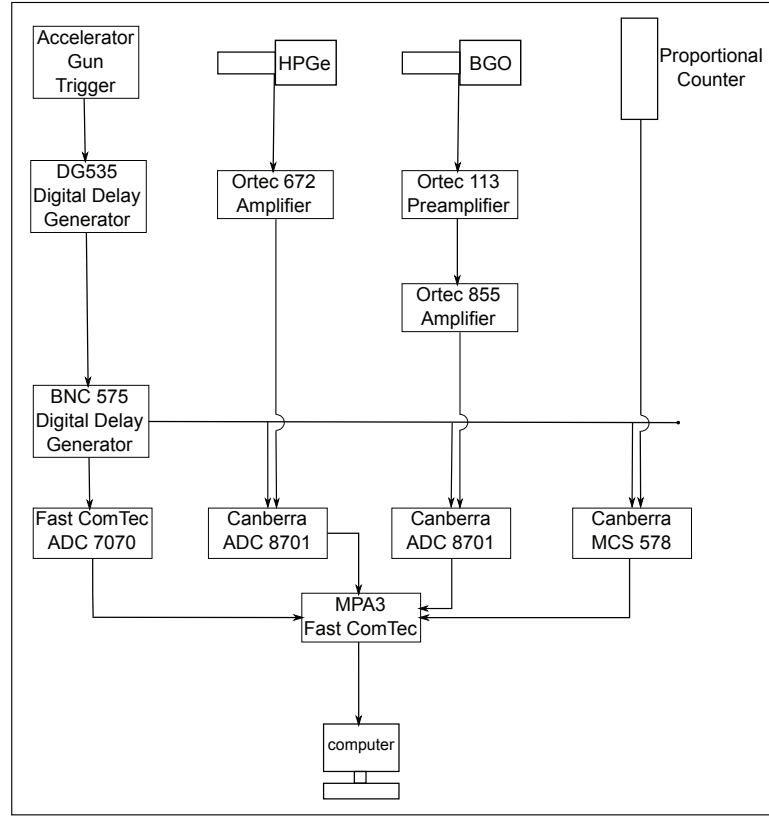 Accelerator
Gun
Trigger
HPGe
BGO
Proportional
Counter
DG535
Digital Delay
Generator
Ortec 672
Amplifier
Ortec 113
Preamplifier
Ortec 855
Amplifier
BNC 575
Digital Delay
Generator
Fast ComTec
ADC 7070
Canberra
ADC 8701
Canberra
ADC 8701
Canberra
MCS 578
MPA3
Fast ComTec
computer